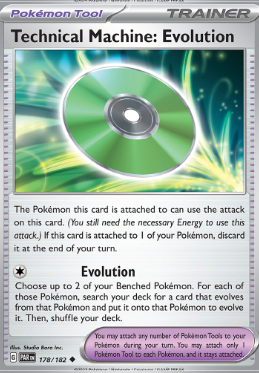 Pokémon Tool TRAINER
Technical Machine: Evolution
The Pokémon this card is attached to can use the attack
on this card. (You still need the necessary Energy to use this
attack.) If this card is attached to 1 of your Pokémon, discard
it at the end of your turn.
Evolution
Choose up to 2 of your Benched Pokémon. For each of
those Pokémon, search your deck for a card that evolves
from that Pokémon and put it onto that Pokémon to evolve
it. Then, shuffle your deck.
Illus. Studio Bora Inc.
PAR EN 178/182
You may attach any number of Pokémon Tools to your
Pokémon during your turn. You may attach only 1
Pokémon Tool to each Pokémon, and it stays attached.